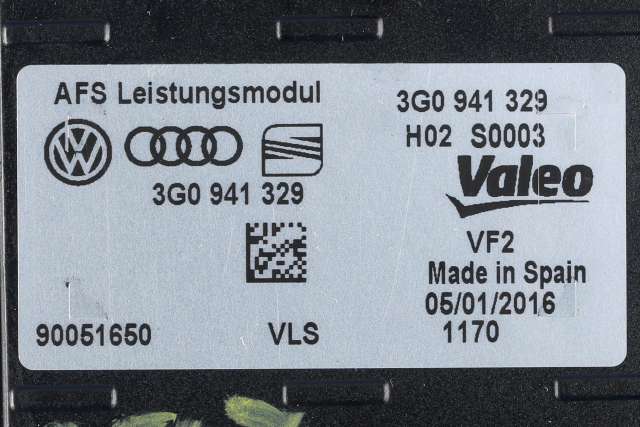 AFS Leistungsmodul
3G0 941 329
90051650
VLS
3G0 941 329
H02 S0003
Valeo
VF2
Made in Spain
05/01/2016
1170